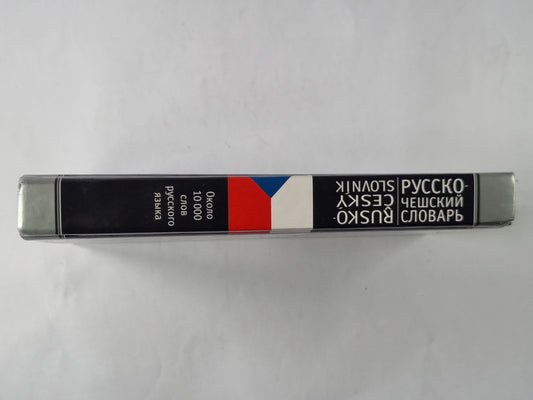 РУССКО-
ЧЕШСКИЙ
СЛОВАРЬ
RUSKO-
ČESKÝ
SLOVNÍK
Около
10 000
слов
русского
языка